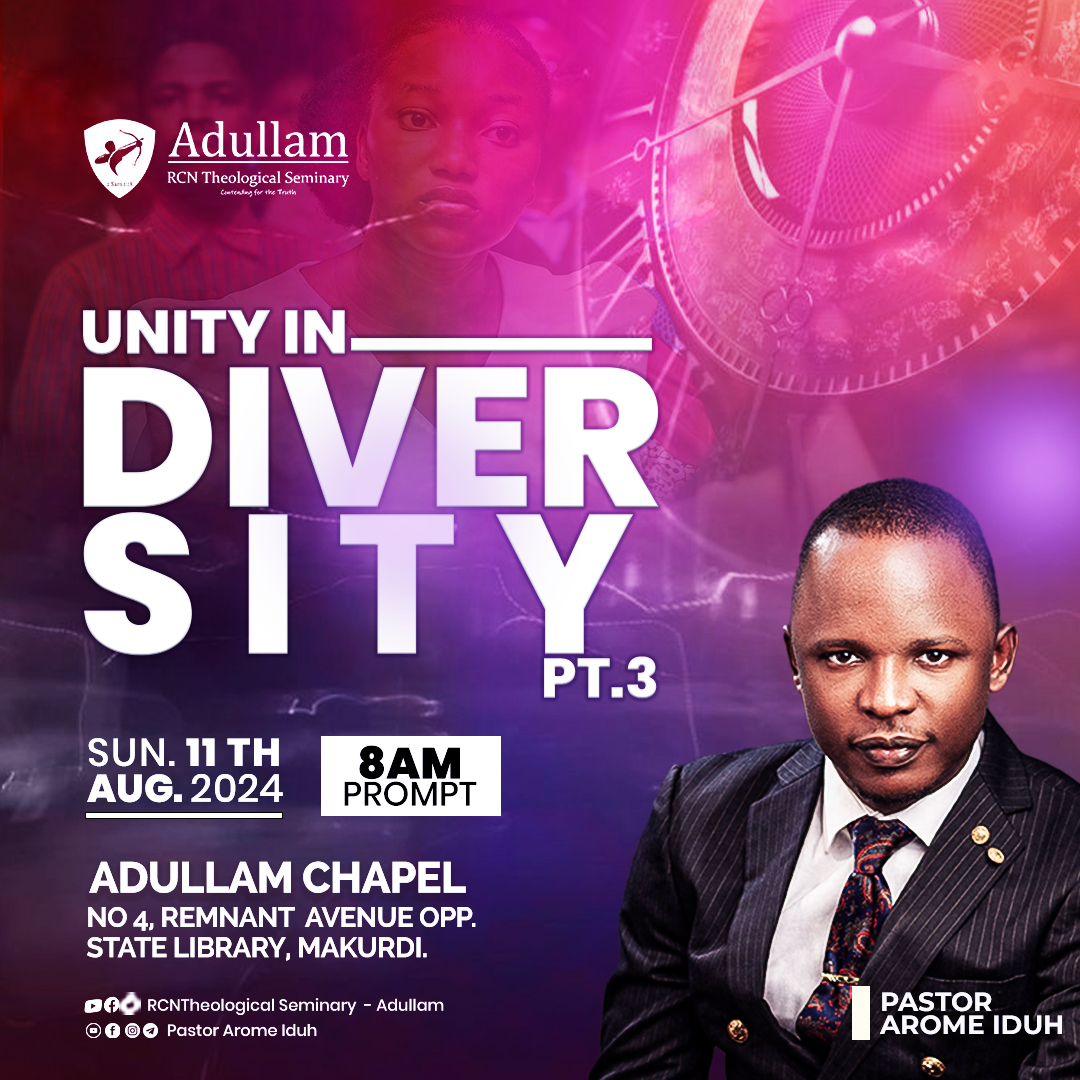 Adullam
RCN Theological Seminary
Contending for the Truth
UNITY IN
DIVER
SITY
PT.3
SUN. 11 TH
AUG. 2024
8AM
PROMPT
ADULLAM CHAPEL
NO 4, REMNANT AVENUE OPP.
STATE LIBRARY, MAKURDI.
RCNTheological Seminary - Adullam
Pastor Arome Iduh
PASTOR
AROME IDUH